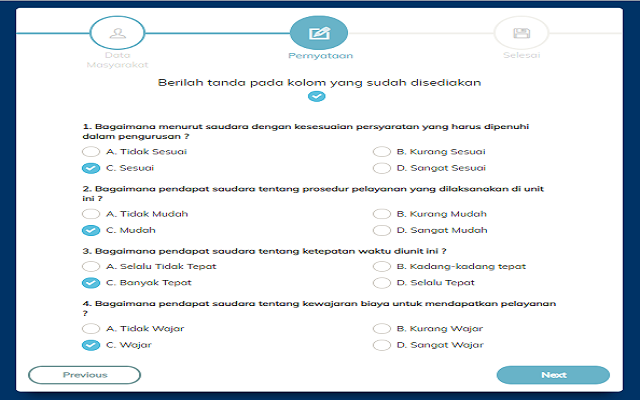 Data
Masyarakat
Pernyataan
Selesai
Berilah tanda pada kolom yang sudah disediakan
1. Bagaimana menurut saudara dengan kesesuaian persyaratan yang harus dipenuhi
dalam pengurusan ?
A. Tidak Sesuai
B. Kurang Sesuai
C. Sesuai
D. Sangat Sesuai
2. Bagaimana pendapat saudara tentang prosedur pelayanan yang dilaksanakan di unit
ini ?
A. Tidak Mudah
B. Kurang Mudah
C. Mudah
D. Sangat Mudah
3. Bagaimana pendapat saudara tentang ketepatan waktu diunit ini ?
A. Selalu Tidak Tepat
B. Kadang-kadang tepat
C. Banyak Tepat
D. Selalu Tepat
4. Bagaimana pendapat saudara tentang kewajaran biaya untuk mendapatkan pelayanan
?
A. Tidak Wajar
B. Kurang Wajar
C. Wajar
D. Sangat Wajar
Previous
Next